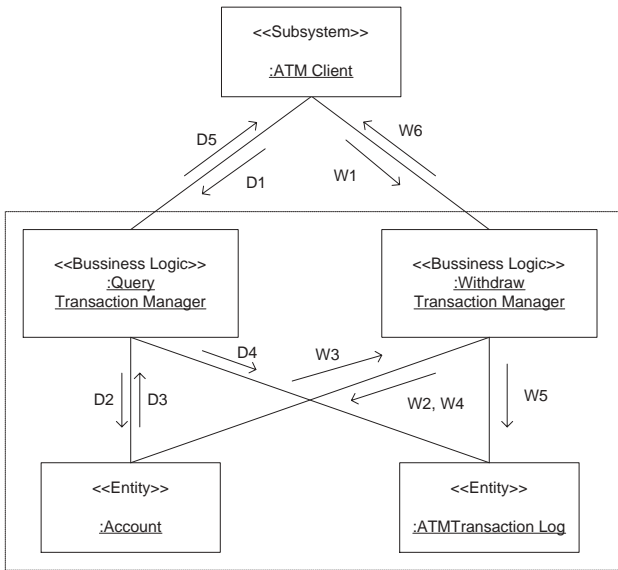 <<Subsystem>>
:ATM Client
D5
W6
D1
W1
<<Bussiness Logic>>
:Query
Transaction Manager
<<Bussiness Logic>>
:Withdraw
Transaction Manager
D4
W3
D2
D3
W2, W4
W5
<<Entity>>
:Account
<<Entity>>
:ATMTransaction Log